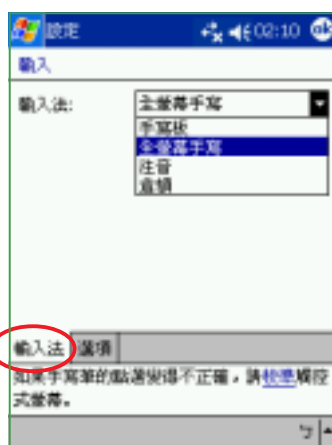 設定 02:10 ok
輸入
輸入法: 全螢幕手寫
手寫板
全螢幕手寫
注音
倉頡
輸入法 選項
如果手寫筆的點選變得不正確，請校準觸控
式螢幕。
ㄅ